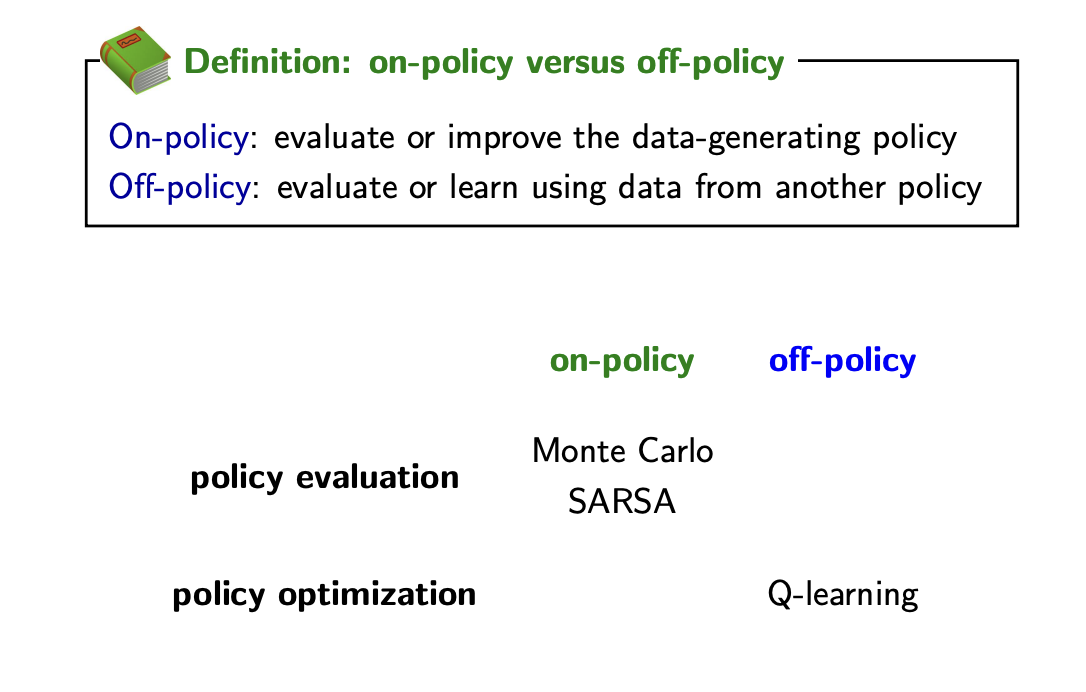 Definition: on-policy versus off-policy
On-policy: evaluate or improve the data-generating policy
Off-policy: evaluate or learn using data from another policy
on-policy off-policy
policy evaluation
Monte Carlo
SARSA
policy optimization Q-learning